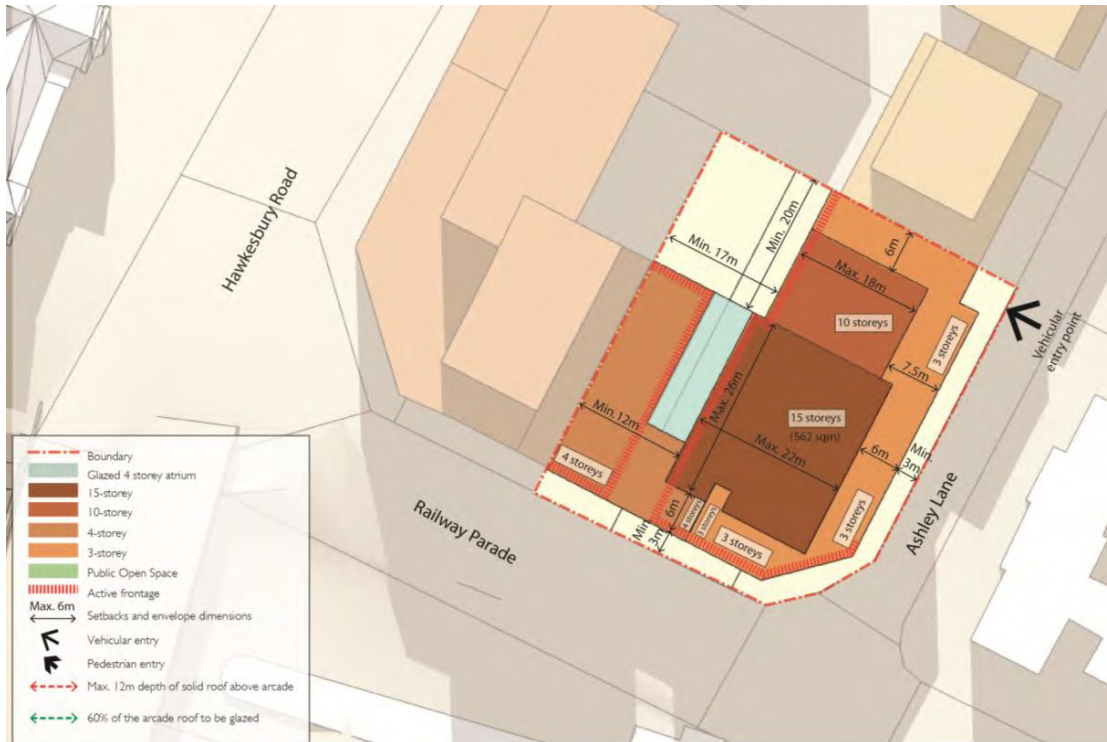 Hawkesbury Road
Min. 20m
Min. 17m
6m
Max. 18m
10 storeys
3 storeys
Vehicular
entry point
7.5m
Max. 26m
15 storeys
(562 sqm)
Max. 22m
Min.12m
6m
Min.
3m
4 storeys
6m
4 storeys
3 storeys
3 storeys
3 storeys
Min.
3m
Ashley Lane
Railway Parade
Boundary
Glazed 4 storey atrium
15-storey
10-storey
4-storey
3-storey
Public Open Space
Active frontage
Max. 6m
Setbacks and envelope dimensions
Vehicular entry
Pedestrian entry
Max. 12m depth of solid roof above arcade
60% of the arcade roof to be glazed